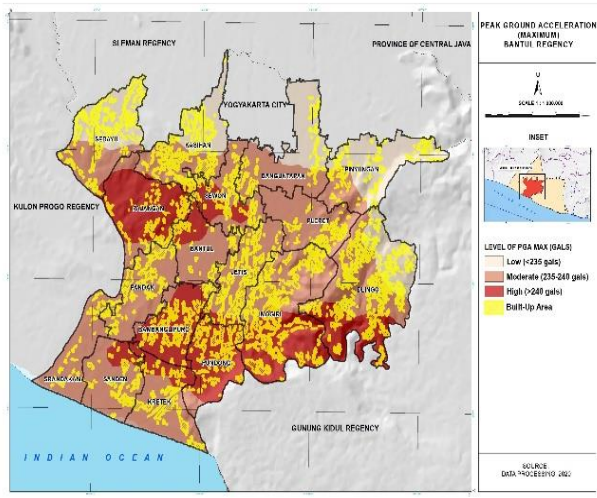 PEAK GROUND ACCELERATION
(MAXIMUM)
BANTUL REGENCY
U
INSET
LEVEL OF PGA MAX (GALS)
Low (<235 gals)
Moderate (235-240 gals)
High (>240 gals)
Built-Up Area
SOURCE
DATA PROCESSING, 2020
SLEMAN REGENCY
PROVINCE OF CENTRAL JAVA
YOGYAKARTA CITY
SEDAYU
KASIHAN
BANGUNTAPAN
PIYUNGAN
KULON PROGO REGENCY
PAJANGAN
SEWON
PLERET
BANTUL
JETIS
DLINGO
PANDAK
IMOGIRI
BAMBANGLIPURO
PUNDONG
SRANDAKAN
SANDEN
KRETEK
GUNUNG KIDUL REGENCY
INDIAN OCEAN